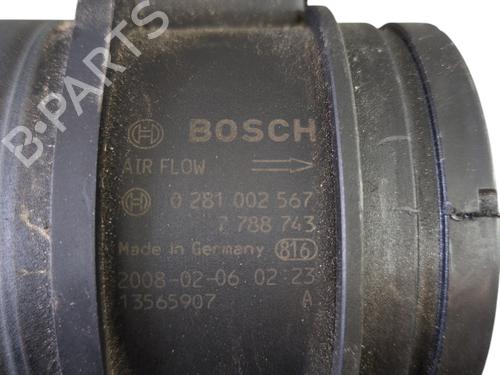 BOSCH
AIR FLOW
0 281 002 567
7 788 743
Made in Germany 816
2008-02-06 02:23
13565907 A
B-PARTS